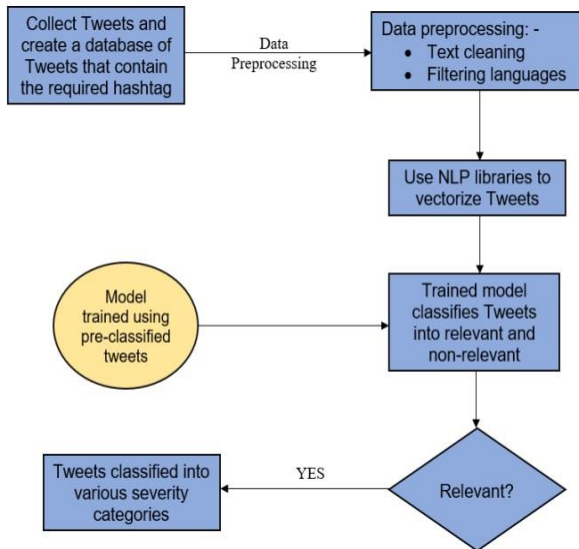 Collect Tweets and
create a database of
Tweets that contain
the required hashtag
Data
Preprocessing
Data preprocessing: -
• Text cleaning
• Filtering languages
Use NLP libraries to
vectorize Tweets
Model
trained using
pre-classified
tweets
Trained model
classifies Tweets
into relevant and
non-relevant
Relevant?
YES
Tweets classified into
various severity
categories